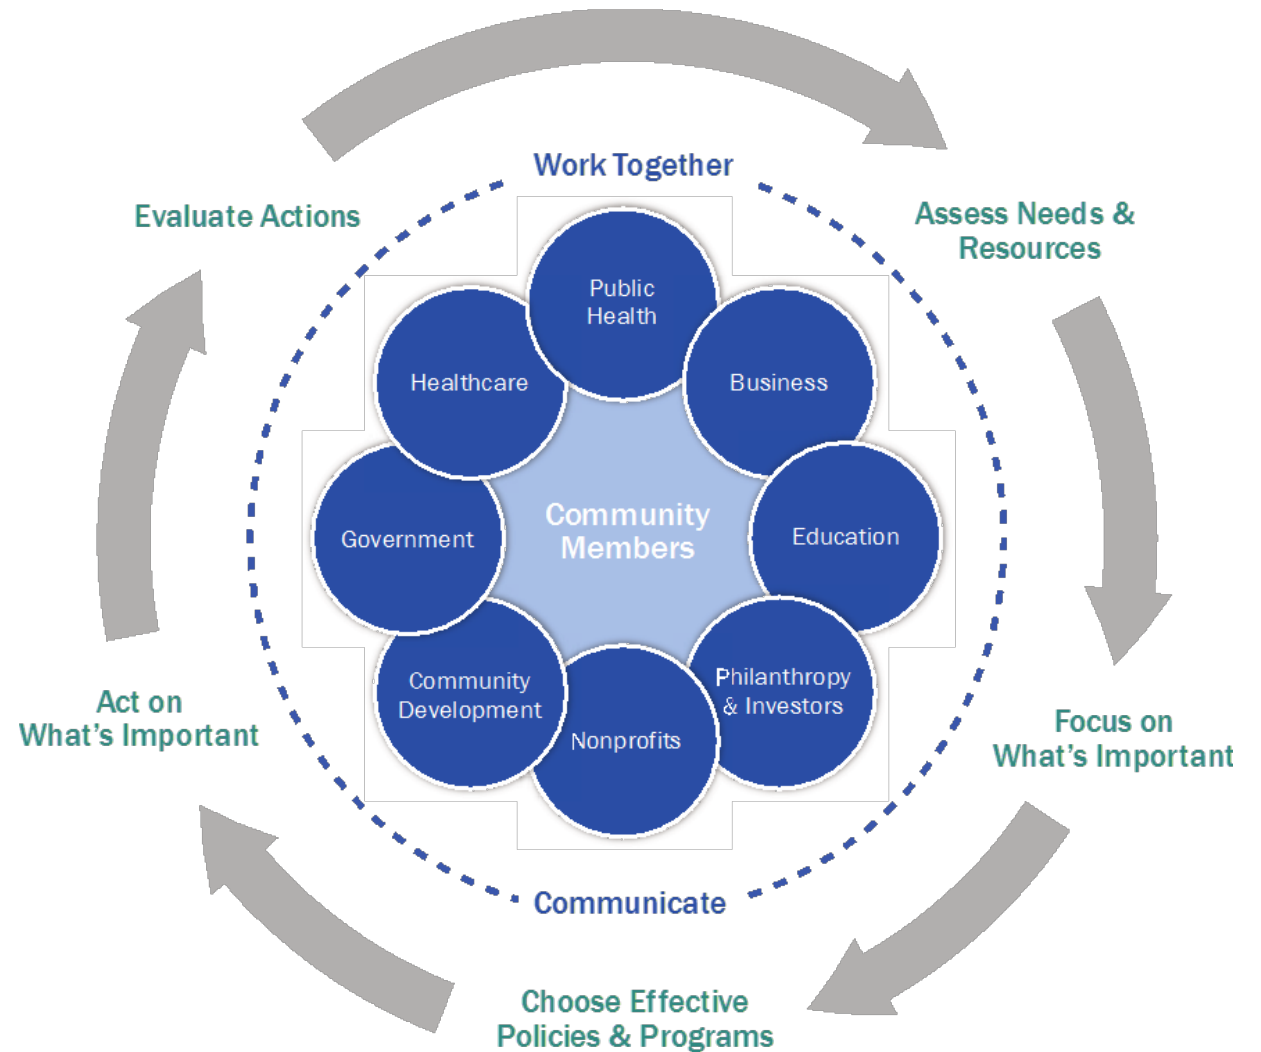 Work Together
Evaluate Actions
Assess Needs &
Resources
Public
Health
Healthcare
Business
Community
Members
Government
Education
Community
Development
Philanthropy
& Investors
Nonprofits
Act on
What's Important
Focus on
What's Important
Communicate
Choose Effective
Policies & Programs